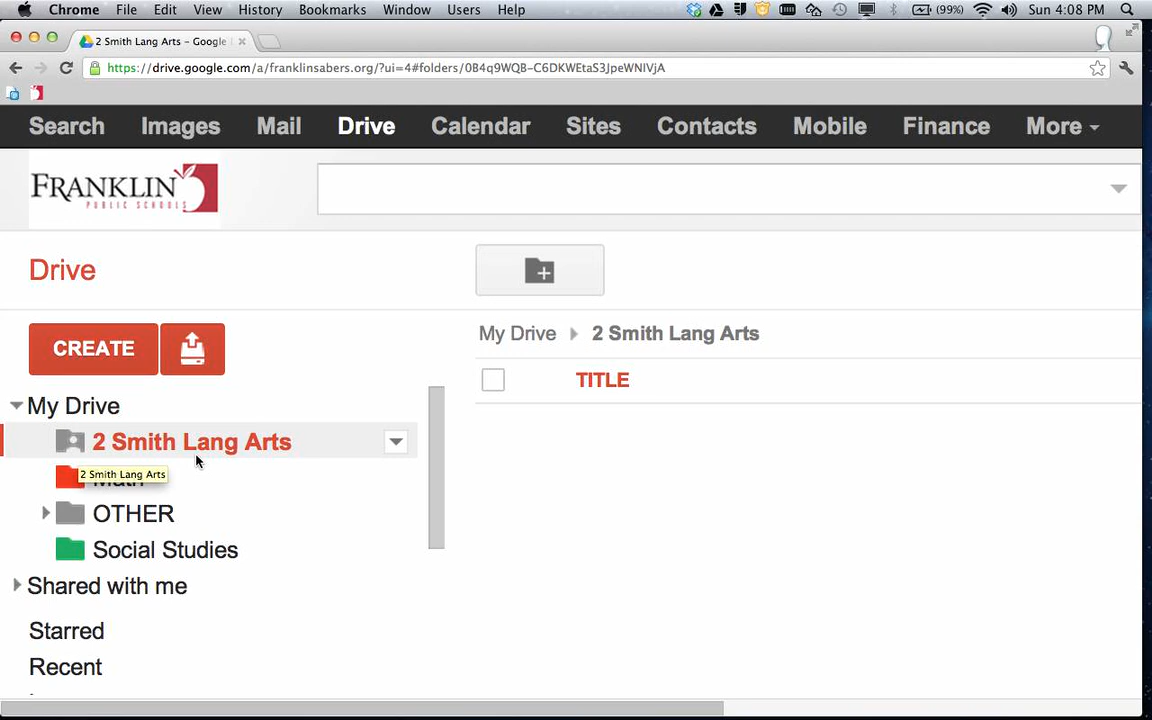 Chrome File Edit View History Bookmarks Window Users Help (99%) Sun 4:08 PM
2 Smith Lang Arts - Google
https://drive.google.com/a/franklinsabers.org/?ui=4#folders/0B4q9WQB-C6DKWEtaS3JpeWNIVjA
Search Images Mail Drive Calendar Sites Contacts Mobile Finance More
FRANKLIN
PUBLIC SCHOOLS
Drive
CREATE
My Drive 2 Smith Lang Arts
TITLE
My Drive
2 Smith Lang Arts
2 Smith Lang Arts
Math
OTHER
Social Studies
Shared with me
Starred
Recent